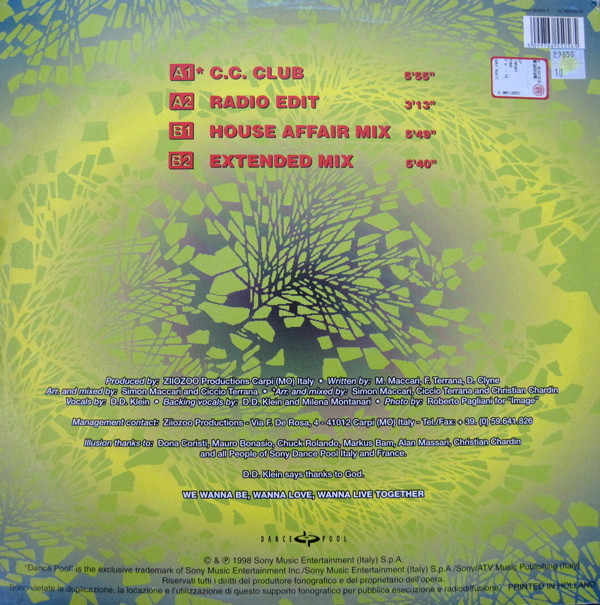 A1* C.C. CLUB 5'55"
A2 RADIO EDIT 3'13"
B1 HOUSE AFFAIR MIX 5'49"
B2 EXTENDED MIX 5'40"
Produced by: ZIIOZOO Productions Carpi (MO) Italy • Written by: M. Maccari, F. Terrana, D. Clyne
Arr. and mixed by: Simon Maccari and Ciccio Terrana • *Arr. and mixed by: Simon Maccari, Ciccio Terrana and Christian Chardin
Vocals by: D.D. Klein • Backing vocals by: D.D. Klein and Milena Montanari • Photo by: Roberto Pagliani for "Image"
Management contact: Ziiozoo Productions - Via F. De Rosa, 4 - 41012 Carpi (MO) Italy - Tel./Fax: + 39. (0) 59.641.826
Illusion thanks to: Dona Coristi, Mauro Bonasio, Chuck Rolando, Markus Bam, Alan Massari, Christian Chardin
and all People of Sony Dance Pool Italy and France.
D.D. Klein says thanks to God.
WE WANNA BE, WANNA LOVE, WANNA LIVE TOGETHER
DANCE POOL
© & ℗ 1998 Sony Music Entertainment (Italy) S.p.A.
"Dance Pool" is the exclusive trademark of Sony Music Entertainment Inc./Sony Music Entertainment (Italy) S.p.A./Sony/ATV Music Publishing (Italy)
Riservati tutti i diritti del produttore fonografico e del proprietario dell'opera.
Sono vietate la duplicazione, la locazione e l'utilizzazione di questo supporto fonografico per pubblica esecuzione e radiodiffusione. PRINTED IN HOLLAND